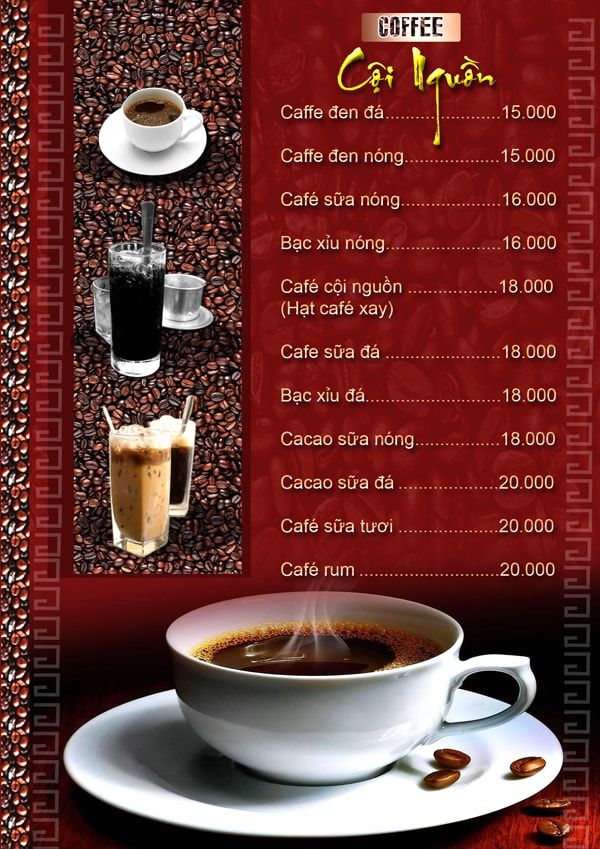 COFFEE
Cội Nguồn
Caffe đen đá.........................15.000
Caffe đen nóng.....................15.000
Café sữa nóng......................16.000
Bạc xỉu nóng.........................16.000
Café cội nguồn ....................18.000
(Hạt café xay)
Cafe sữa đá .........................18.000
Bạc xỉu đá.............................18.000
Cacao sữa nóng...................18.000
Cacao sữa đá ......................20.000
Café sữa tươi ......................20.000
Café rum ..............................20.000